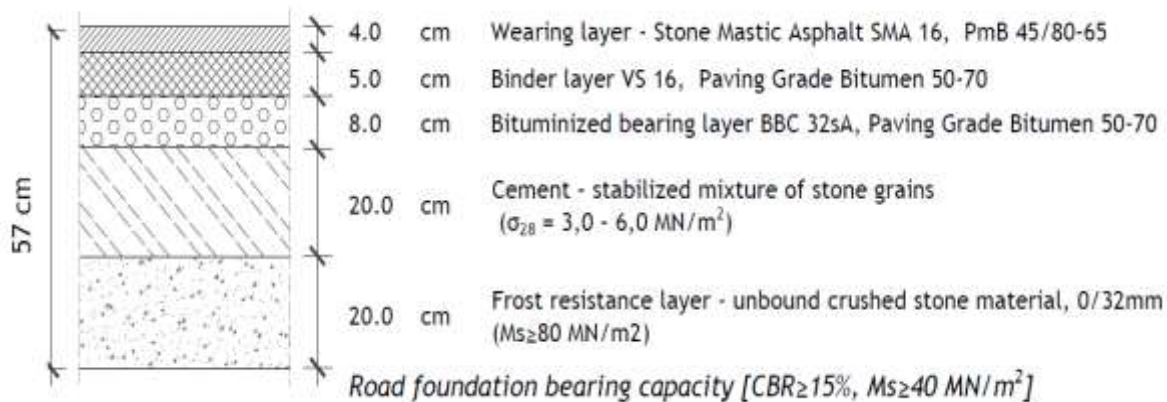 4.0 cm Wearing layer - Stone Mastic Asphalt SMA 16, PmB 45/80-65
5.0 cm Binder layer VS 16, Paving Grade Bitumen 50-70
8.0 cm Bituminized bearing layer BBC 32sA, Paving Grade Bitumen 50-70
20.0 cm Cement - stabilized mixture of stone grains
(σ28 = 3,0 - 6,0 MN/m²)
57 cm
20.0 cm Frost resistance layer - unbound crushed stone material, 0/32mm
(Ms≥80 MN/m2)
Road foundation bearing capacity [CBR≥15%, Ms≥40 MN/m²]